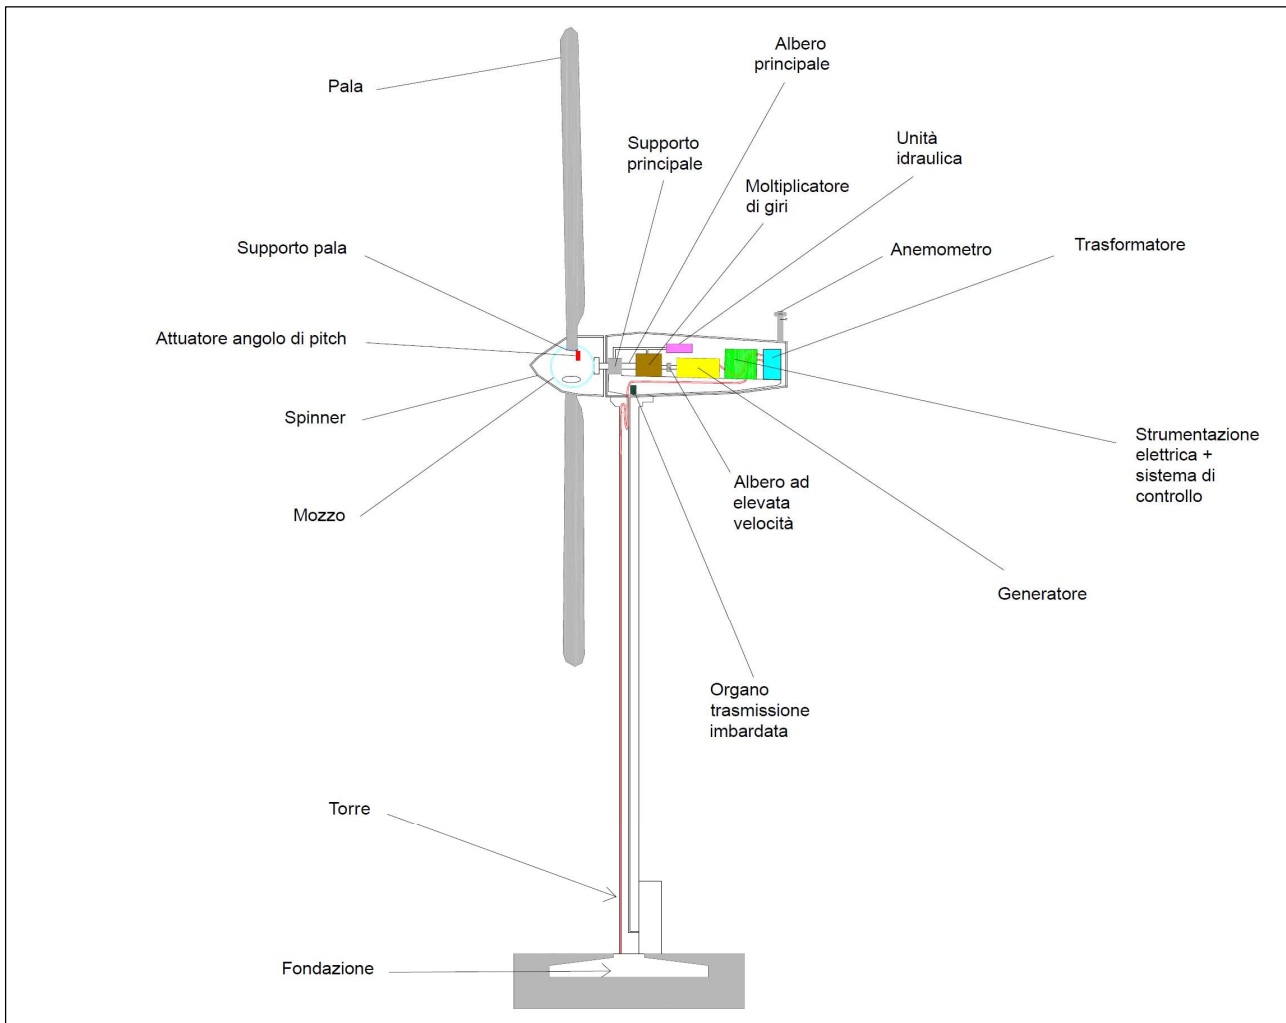 Albero
principale
Pala
Unità
idraulica
Supporto
principale
Moltiplicatore
di giri
Supporto pala
Anemometro
Trasformatore
Attuatore angolo di pitch
Spinner
Strumentazione
elettrica +
sistema di
controllo
Albero ad
elevata
velocità
Mozzo
Generatore
Organo
trasmissione
imbardata
Torre
Fondazione